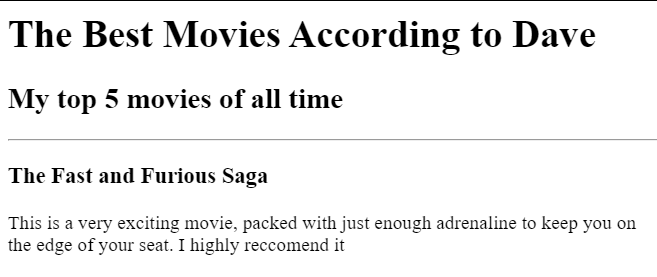 The Best Movies According to Dave
My top 5 movies of all time
The Fast and Furious Saga
This is a very exciting movie, packed with just enough adrenaline to keep you on
the edge of your seat. I highly reccomend it